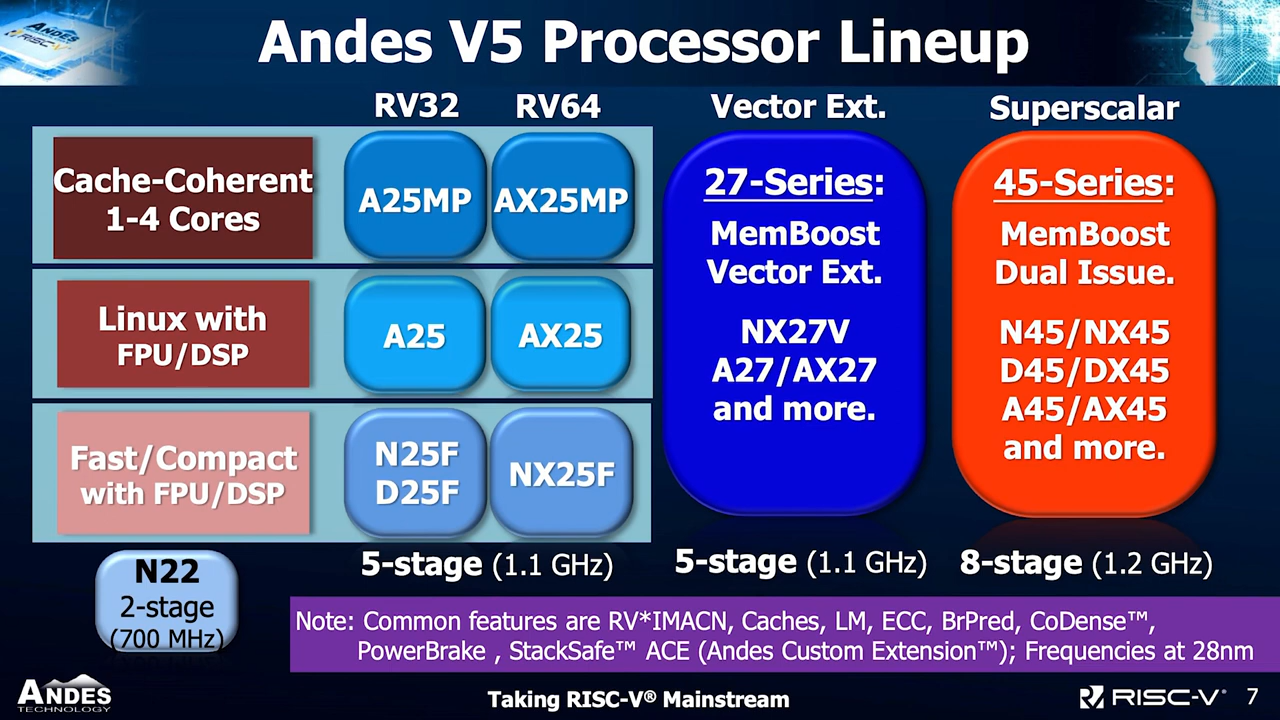 ANDES
RISC-V
Andes V5 Processor Lineup
RV32
RV64
Vector Ext.
Superscalar
Cache-Coherent
1-4 Cores
A25MP
AX25MP
Linux with
FPU/DSP
A25
AX25
Fast/Compact
with FPU/DSP
N25F
D25F
NX25F
27-Series:
MemBoost
Vector Ext.
NX27V
A27/AX27
and more.
45-Series:
MemBoost
Dual Issue.
N45/NX45
D45/DX45
A45/AX45
and more.
N22
2-stage
(700 MHz)
5-stage (1.1 GHz)
5-stage (1.1 GHz)
8-stage (1.2 GHz)
Note: Common features are RV*IMACN, Caches, LM, ECC, BrPred, CoDense™,
PowerBrake , StackSafe™ ACE (Andes Custom Extension™); Frequencies at 28nm
ANDES
TECHNOLOGY
Taking RISC-V® Mainstream
RISC-V®
7